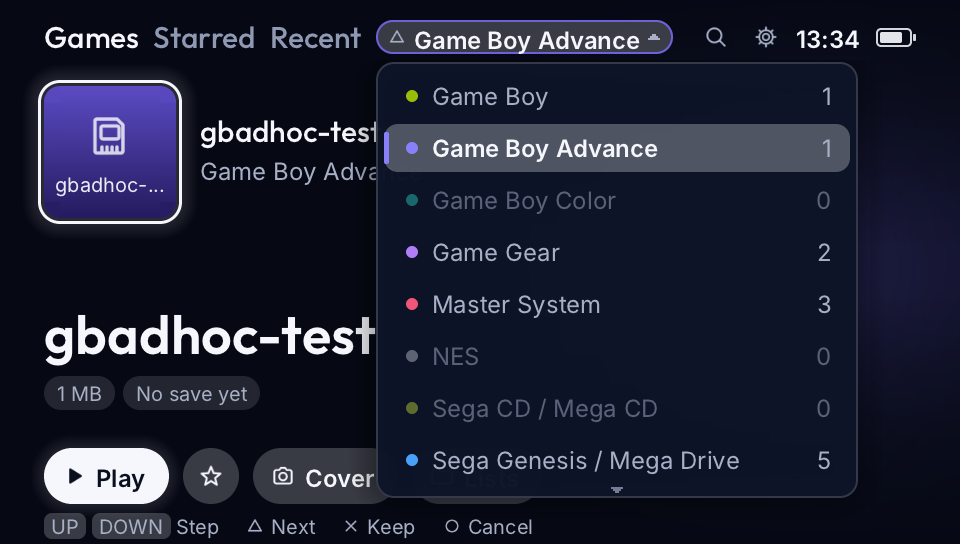 Games Starred Recent Game Boy Advance 13:34
Game Boy 1
Game Boy Advance 1
Game Boy Color 0
Game Gear 2
Master System 3
NES 0
Sega CD / Mega CD 0
Sega Genesis / Mega Drive 5
gbadhoc-...
gbadhoc-test
Game Boy Adva
gbadhoc-test
1 MB No save yet
Play Cover Lists
UP DOWN Step Next Keep Cancel